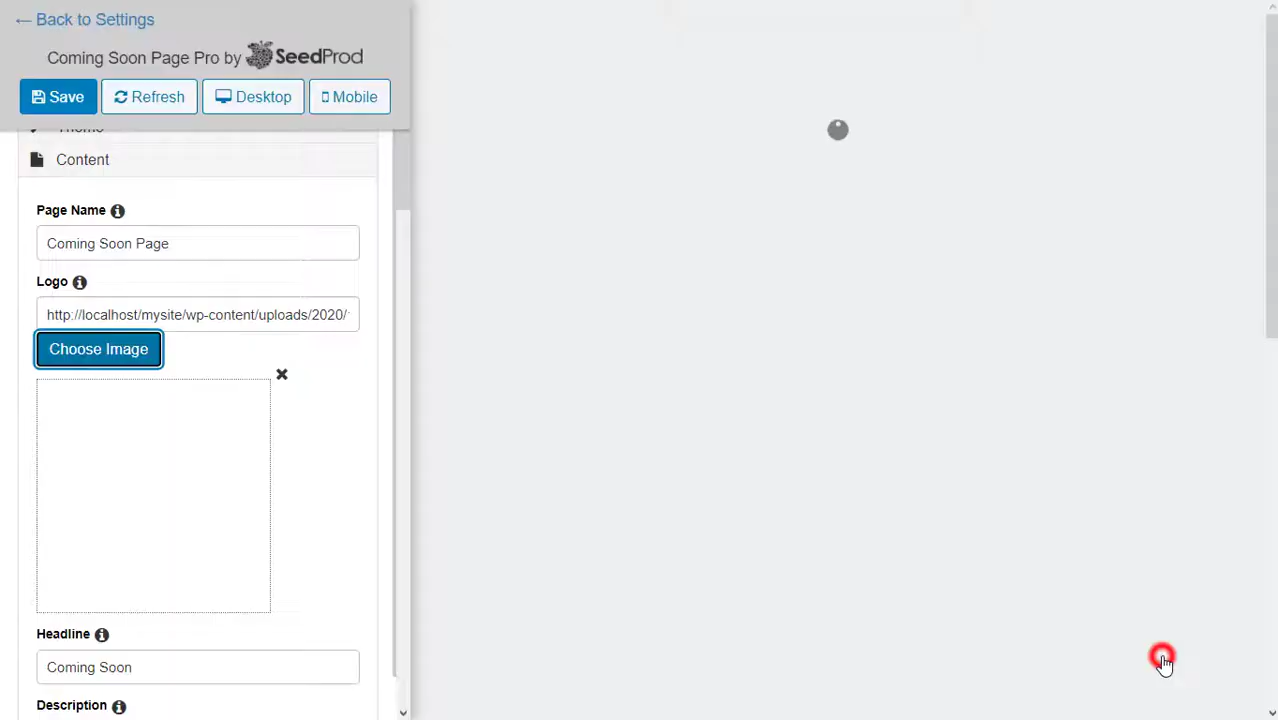 ← Back to Settings
Coming Soon Page Pro by SeedProd
Save Refresh Desktop Mobile
Theme
Content
Page Name
Coming Soon Page
Logo
http://localhost/mysite/wp-content/uploads/2020/
Choose Image
Headline
Coming Soon
Description